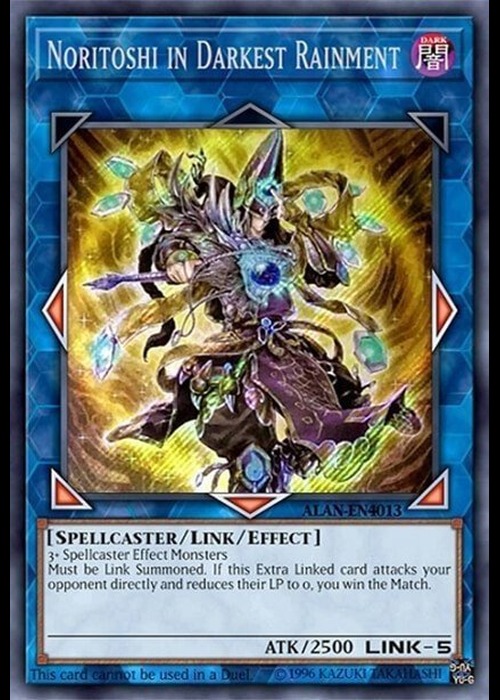 NORITOSHI IN DARKEST RAINMENT
DARK
闇
ALAN-EN4013
[SPELLCASTER/LINK/EFFECT]
3+ Spellcaster Effect Monsters
Must be Link Summoned. If this Extra Linked card attacks your
opponent directly and reduces their LP to 0, you win the Match.
ATK/2500 LINK-5
This card cannot be used in a Duel. ©1996 KAZUKI TAKAHASHI